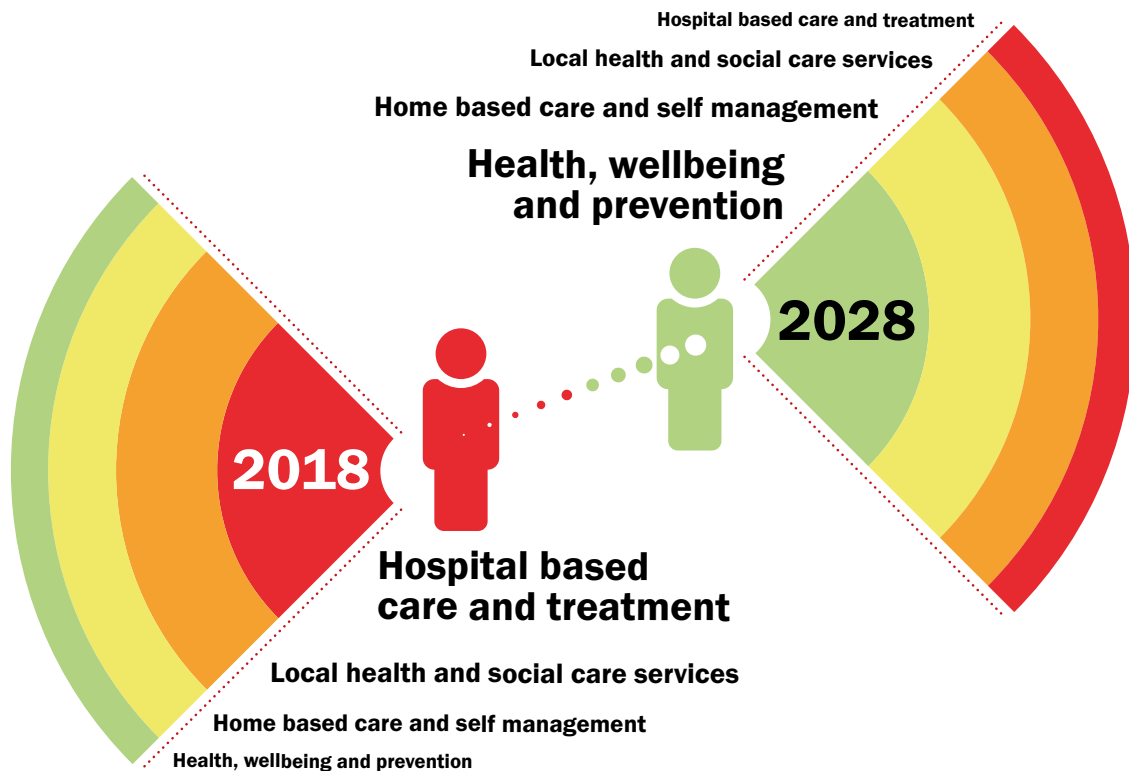 Hospital based care and treatment
Local health and social care services
Home based care and self management
Health, wellbeing
and prevention
2028
2018
Hospital based
care and treatment
Local health and social care services
Home based care and self management
Health, wellbeing and prevention